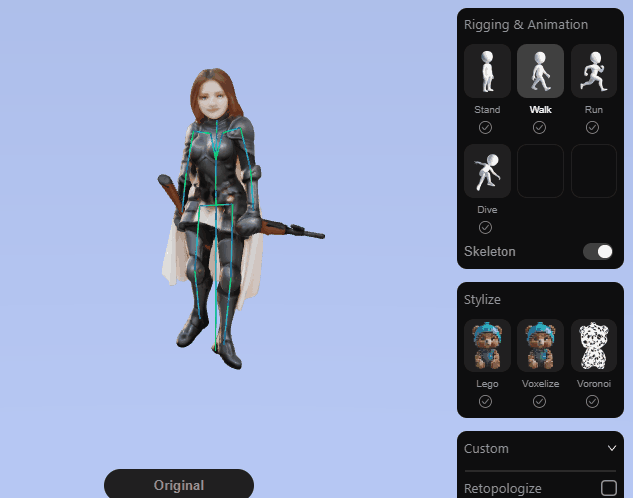 Rigging & Animation
Stand
Walk
Run
Dive
Skeleton
Stylize
Lego
Voxelize
Voronoi
Custom
Retopologize
Original